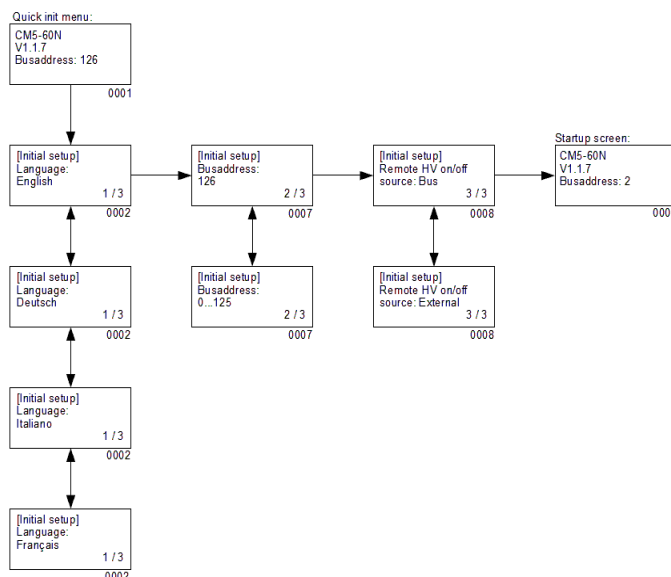 Quick init menu:
CM5-60N
V1.1.7
Busaddress: 126
0001
[Initial setup]
Language:
English
1 / 3
0002
[Initial setup]
Busaddress:
126
2 / 3
0007
[Initial setup]
Remote HV on/off
source: Bus
3 / 3
0008
Startup screen:
CM5-60N
V1.1.7
Busaddress: 2
[Initial setup]
Language:
Deutsch
1 / 3
0002
[Initial setup]
Busaddress:
0...125
2 / 3
0007
[Initial setup]
Remote HV on/off
source: External
3 / 3
0008
[Initial setup]
Language:
Italiano
1 / 3
0002
[Initial setup]
Language:
Français
1 / 3
0002